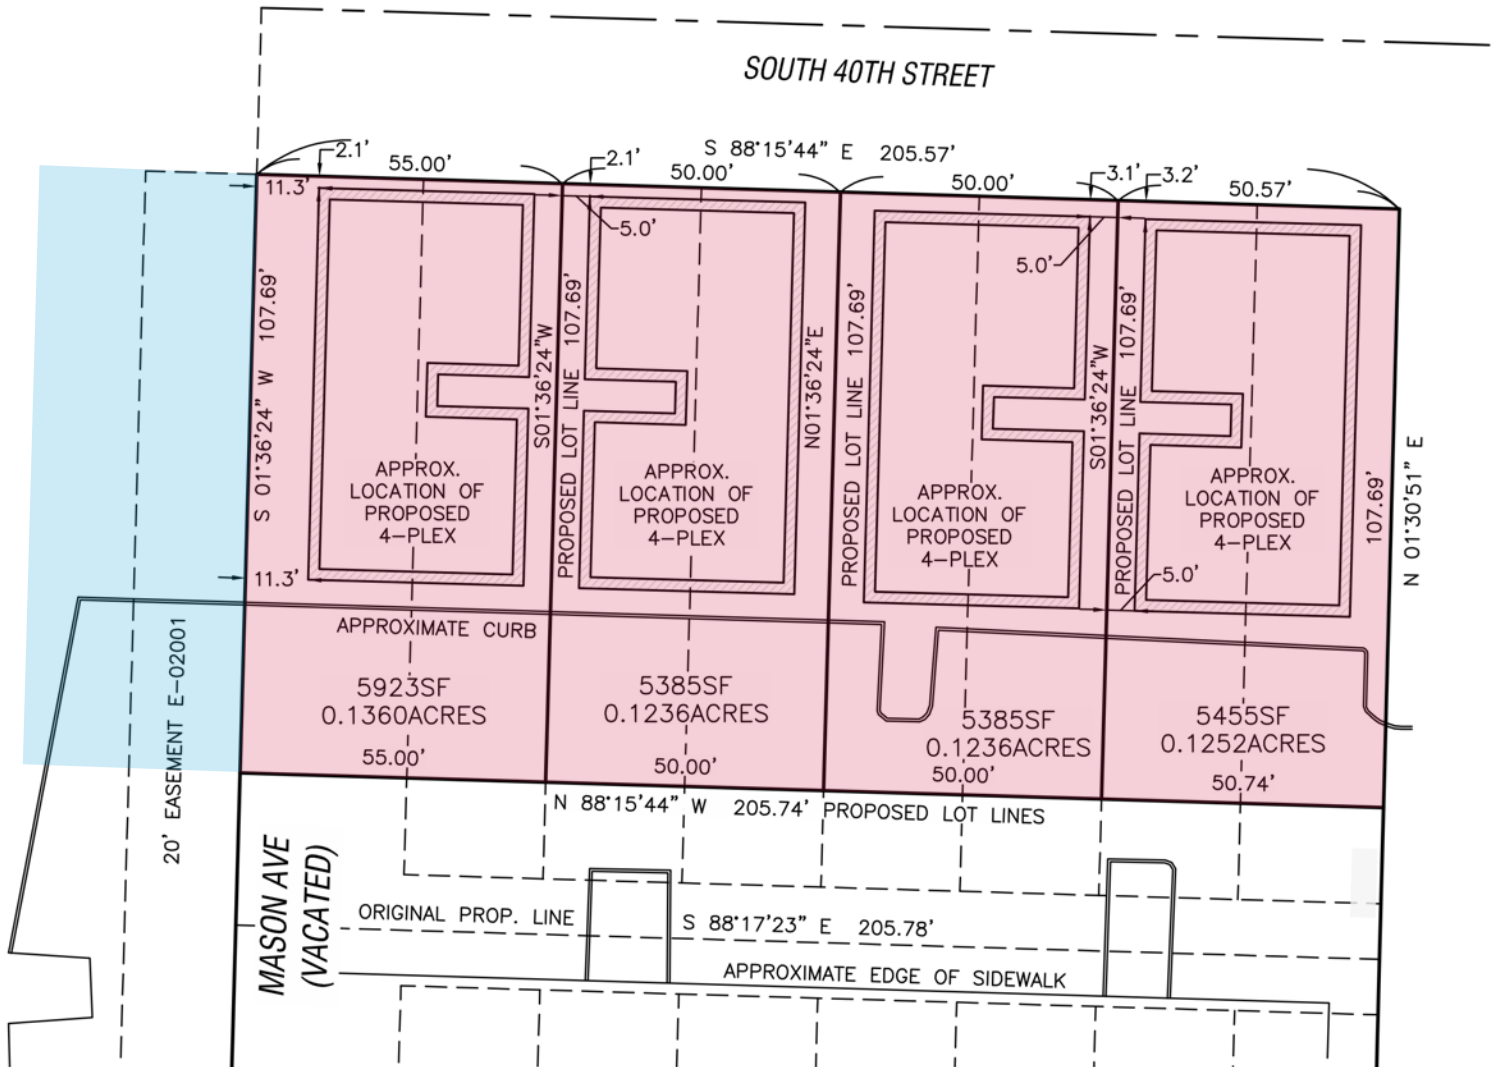 SOUTH 40TH STREET
S 88°15'44" E 205.57'
2.1'
55.00'
2.1'
50.00'
50.00'
3.1'
3.2'
50.57'
11.3'
5.0'
5.0'
S 01°36'24" W 107.69'
S01°36'24"W
PROPOSED LOT LINE 107.69'
N01°36'24"E
PROPOSED LOT LINE 107.69'
S01°36'24"W
PROPOSED LOT LINE 107.69'
107.69'
N 01°30'51" E
APPROX.
LOCATION OF
PROPOSED
4-PLEX
APPROX.
LOCATION OF
PROPOSED
4-PLEX
APPROX.
LOCATION OF
PROPOSED
4-PLEX
APPROX.
LOCATION OF
PROPOSED
4-PLEX
11.3'
5.0'
APPROXIMATE CURB
20' EASEMENT E-02001
5923SF
0.1360ACRES
55.00'
5385SF
0.1236ACRES
50.00'
5385SF
0.1236ACRES
50.00'
5455SF
0.1252ACRES
50.74'
N 88°15'44" W 205.74' PROPOSED LOT LINES
MASON AVE
(VACATED)
ORIGINAL PROP. LINE
S 88°17'23" E 205.78'
APPROXIMATE EDGE OF SIDEWALK